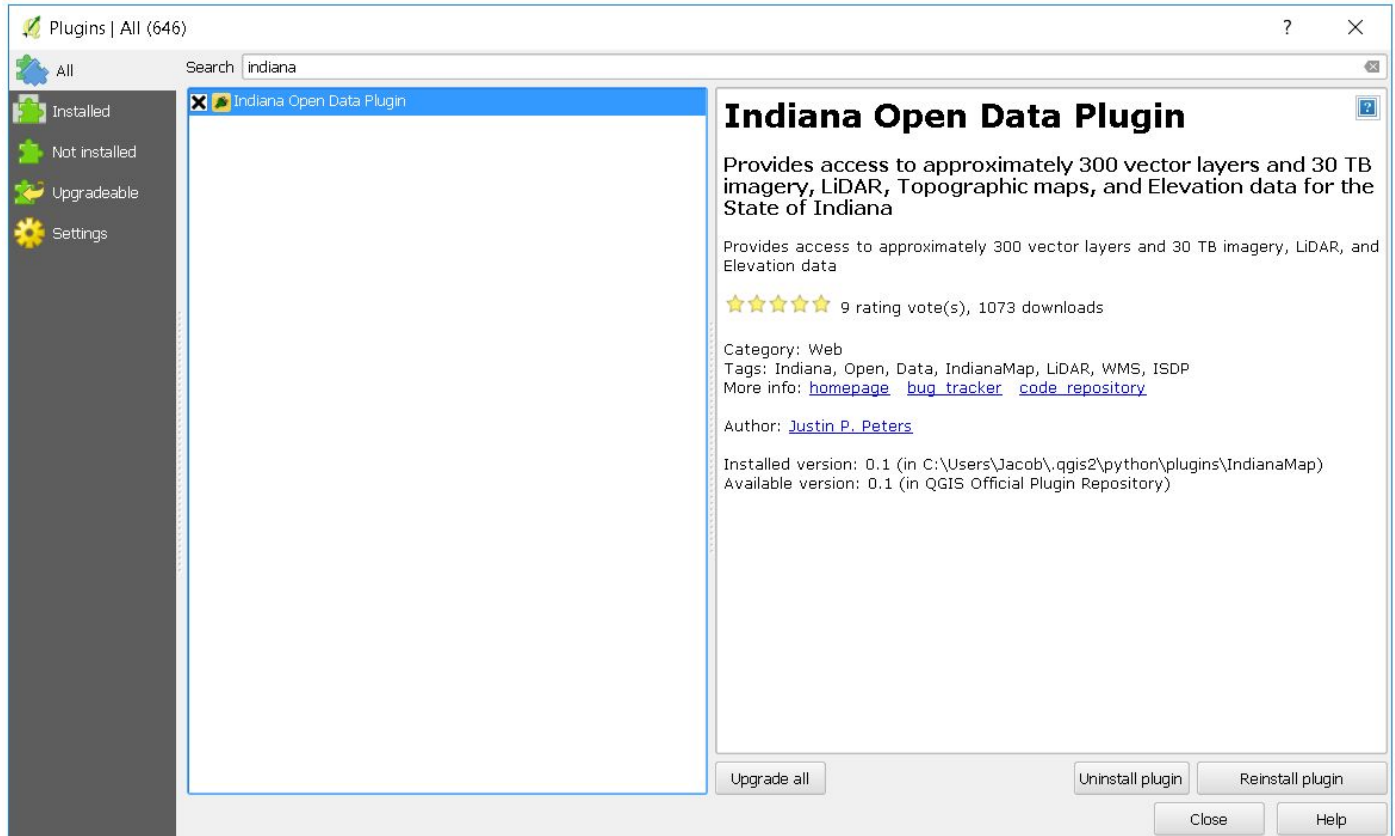 Plugins | All (646)
?
All
Installed
Not installed
Upgradeable
Settings
Search indiana
Indiana Open Data Plugin
Indiana Open Data Plugin
?
Provides access to approximately 300 vector layers and 30 TB
imagery, LiDAR, Topographic maps, and Elevation data for the
State of Indiana
Provides access to approximately 300 vector layers and 30 TB imagery, LiDAR, and
Elevation data
9 rating vote(s), 1073 downloads
Category: Web
Tags: Indiana, Open, Data, IndianaMap, LiDAR, WMS, ISDP
More info: homepage bug tracker code repository
Author: Justin P. Peters
Installed version: 0.1 (in C:\Users\Jacob\.qgis2\python\plugins\IndianaMap)
Available version: 0.1 (in QGIS Official Plugin Repository)
Upgrade all
Uninstall plugin
Reinstall plugin
Close
Help